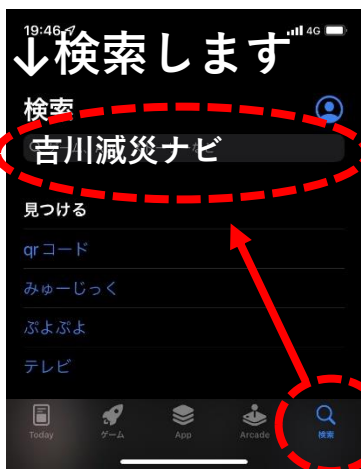 19:46
4G
↓検索します
検索
吉川減災ナビ
見つける
qrコード
みゅーじっく
ぷよぷよ
テレビ
Today
ゲーム
App
Arcade
検索